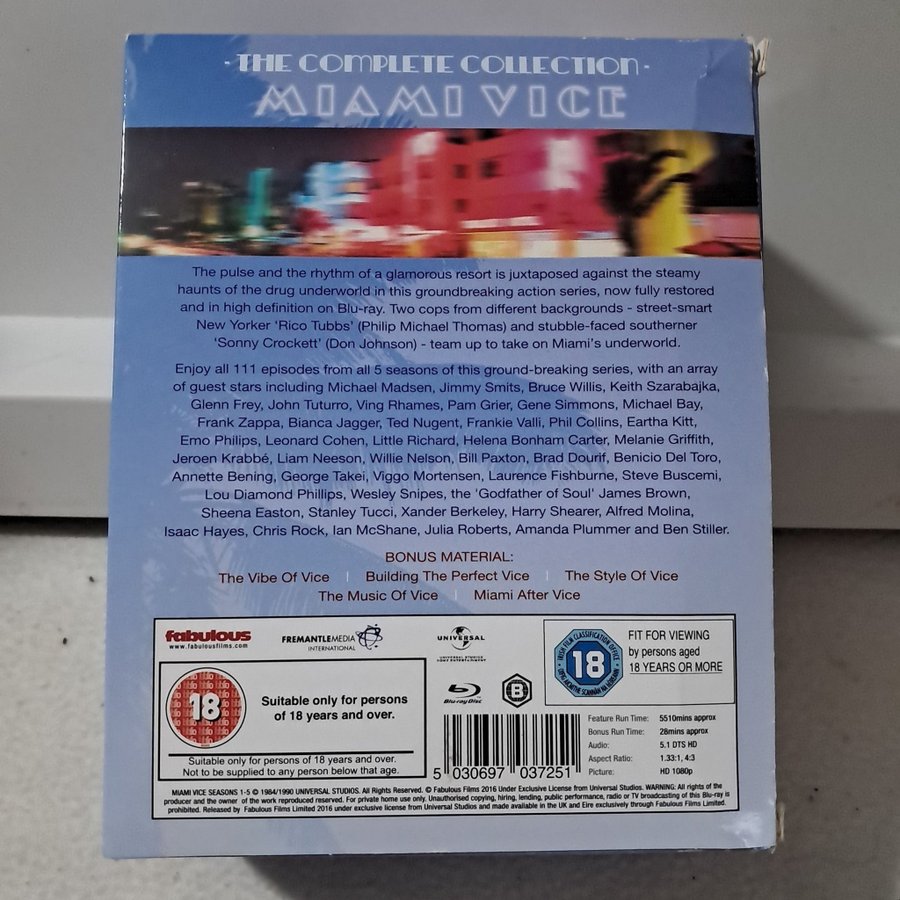 · THE COMPLETE COLLECTION ·
MIAMI VICE
The pulse and the rhythm of a glamorous resort is juxtaposed against the steamy
haunts of the drug underworld in this groundbreaking action series, now fully restored
and in high definition on Blu-ray. Two cops from different backgrounds - street-smart
New Yorker 'Rico Tubbs' (Philip Michael Thomas) and stubble-faced southerner
'Sonny Crockett' (Don Johnson) - team up to take on Miami's underworld.
Enjoy all 111 episodes from all 5 seasons of this ground-breaking series, with an array
of guest stars including Michael Madsen, Jimmy Smits, Bruce Willis, Keith Szarabajka,
Glenn Frey, John Tuturro, Ving Rhames, Pam Grier, Gene Simmons, Michael Bay,
Frank Zappa, Bianca Jagger, Ted Nugent, Frankie Valli, Phil Collins, Eartha Kitt,
Emo Philips, Leonard Cohen, Little Richard, Helena Bonham Carter, Melanie Griffith,
Jeroen Krabbé, Liam Neeson, Willie Nelson, Bill Paxton, Brad Dourif, Benicio Del Toro,
Annette Bening, George Takei, Viggo Mortensen, Laurence Fishburne, Steve Buscemi,
Lou Diamond Phillips, Wesley Snipes, the 'Godfather of Soul' James Brown,
Sheena Easton, Stanley Tucci, Xander Berkeley, Harry Shearer, Alfred Molina,
Isaac Hayes, Chris Rock, Ian McShane, Julia Roberts, Amanda Plummer and Ben Stiller.
BONUS MATERIAL:
The Vibe Of Vice | Building The Perfect Vice | The Style Of Vice
The Music Of Vice | Miami After Vice
fabulous
www.fabulousfilms.com
FREMANTLEMEDIA
INTERNATIONAL
UNIVERSAL
UNIVERSAL STUDIOS
HOME ENTERTAINMENT
IRISH FILM CLASSIFICATION OFFICE
18
FIT FOR VIEWING
by persons aged
18 YEARS OR MORE
18
Suitable only for persons
of 18 years and over.
Suitable only for persons of 18 years and over.
Not to be supplied to any person below that age.
Blu-ray Disc
B
5 030697 037251
Feature Run Time: 5510mins approx
Bonus Run Time: 28mins approx
Audio: 5.1 DTS HD
Aspect Ratio: 1.33:1, 4:3
Picture: HD 1080p
MIAMI VICE SEASONS 1-5 © 1984/1990 UNIVERSAL STUDIOS. All Rights Reserved. © Fabulous Films 2016 Under Exclusive License from Universal Studios. WARNING: All rights of the
producer and the owner of the work reproduced reserved. For private home use only. Unauthorised copying, hiring, lending, public performance, radio or TV broadcasting of this Blu-ray is
prohibited. Released by Fabulous Films Limited 2016 under exclusive license from Universal Studios and made available in the UK and Eire exclusively through Fabulous Films Limited.